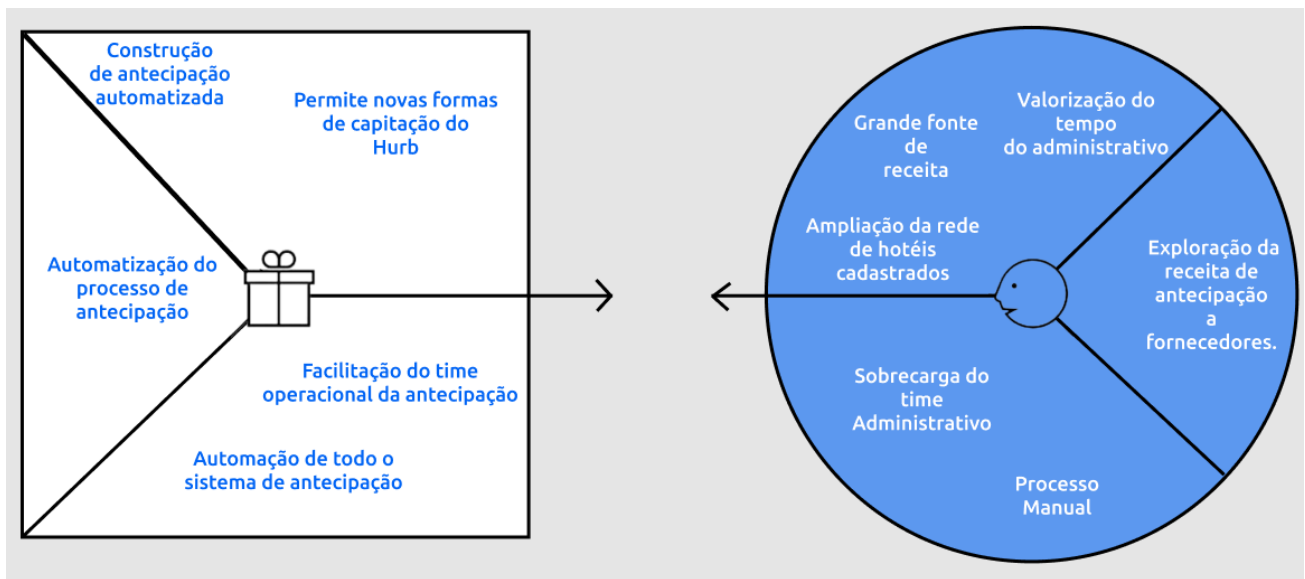 Construção
de antecipação
automatizada
Permite novas formas
de capitação do
Hurb
Automatização do
processo de
antecipação
Facilitação do time
operacional da antecipação
Automação de todo o
sistema de antecipação
Grande fonte
de
receita
Valorização do
tempo
do administrativo
Ampliação da rede
de hotéis
cadastrados
Exploração da
receita de
antecipação
a
fornecedores.
Sobrecarga do
time
Administrativo
Processo
Manual